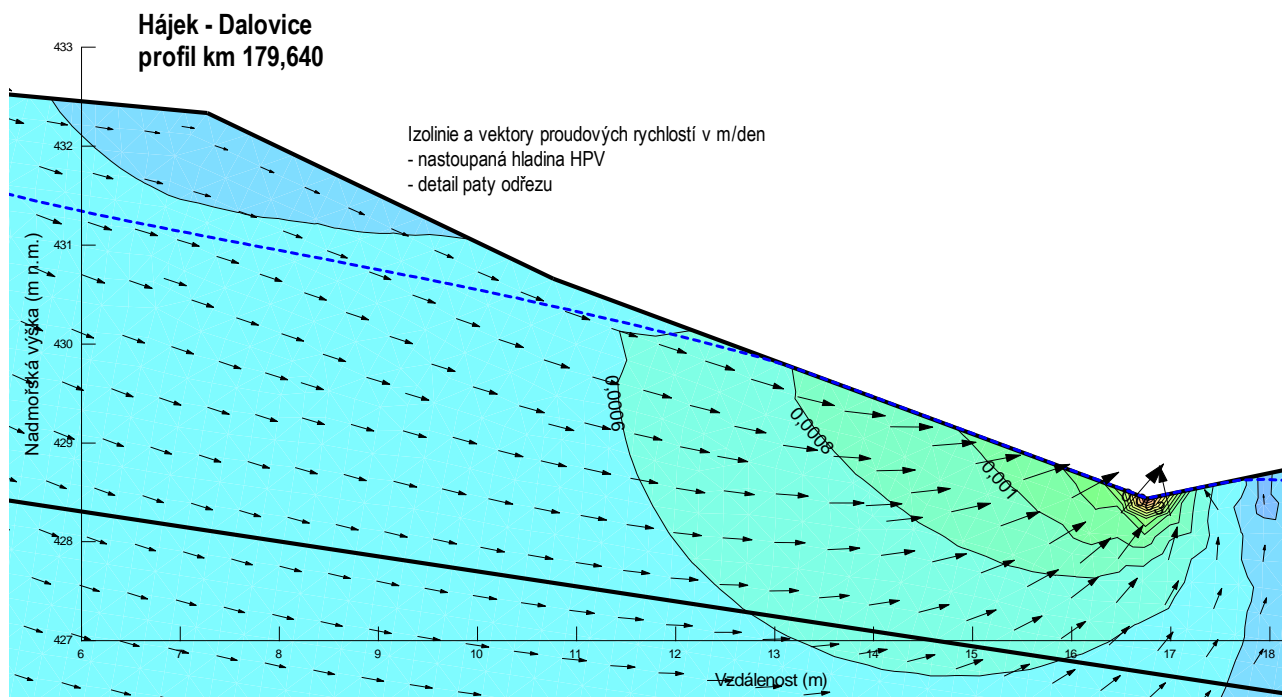 Hájek - Dalovice
profil km 179,640
Izolinie a vektory proudových rychlostí v m/den
- nastoupaná hladina HPV
- detail paty odřezu
Nadmořská výška (m n.m.)
433
432
431
430
429
428
427
0,0006
0,0008
0,001
6 7 8 9 10 11 12 13 14 15 16 17 18
Vzdálenost (m)